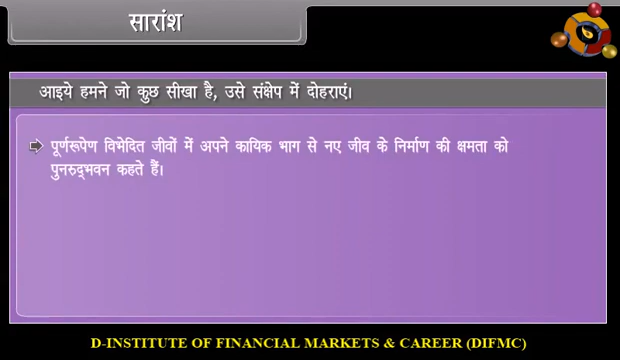 सारांश
आइये हमने जो कुछ सीखा है, उसे संक्षेप में दोहराएं।
पूर्णरूपेण विभेदित जीवों में अपने कायिक भाग से नए जीव के निर्माण की क्षमता को
पुनरुद्‌भवन कहते हैं।
D-INSTITUTE OF FINANCIAL MARKETS & CAREER (DIFMC)